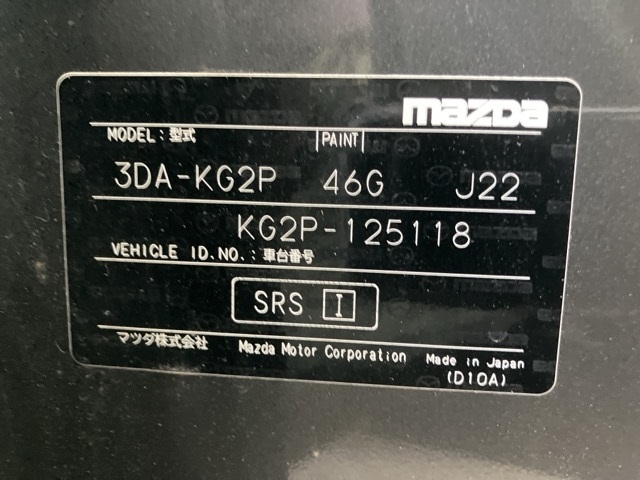 mazda
MODEL : 型式 |PAINT|
3DA-KG2P 46G J22
KG2P-125118
VEHICLE ID.NO.: 車台番号
SRS I
マツダ株式会社 Mazda Motor Corporation Made in Japan
(D10A)